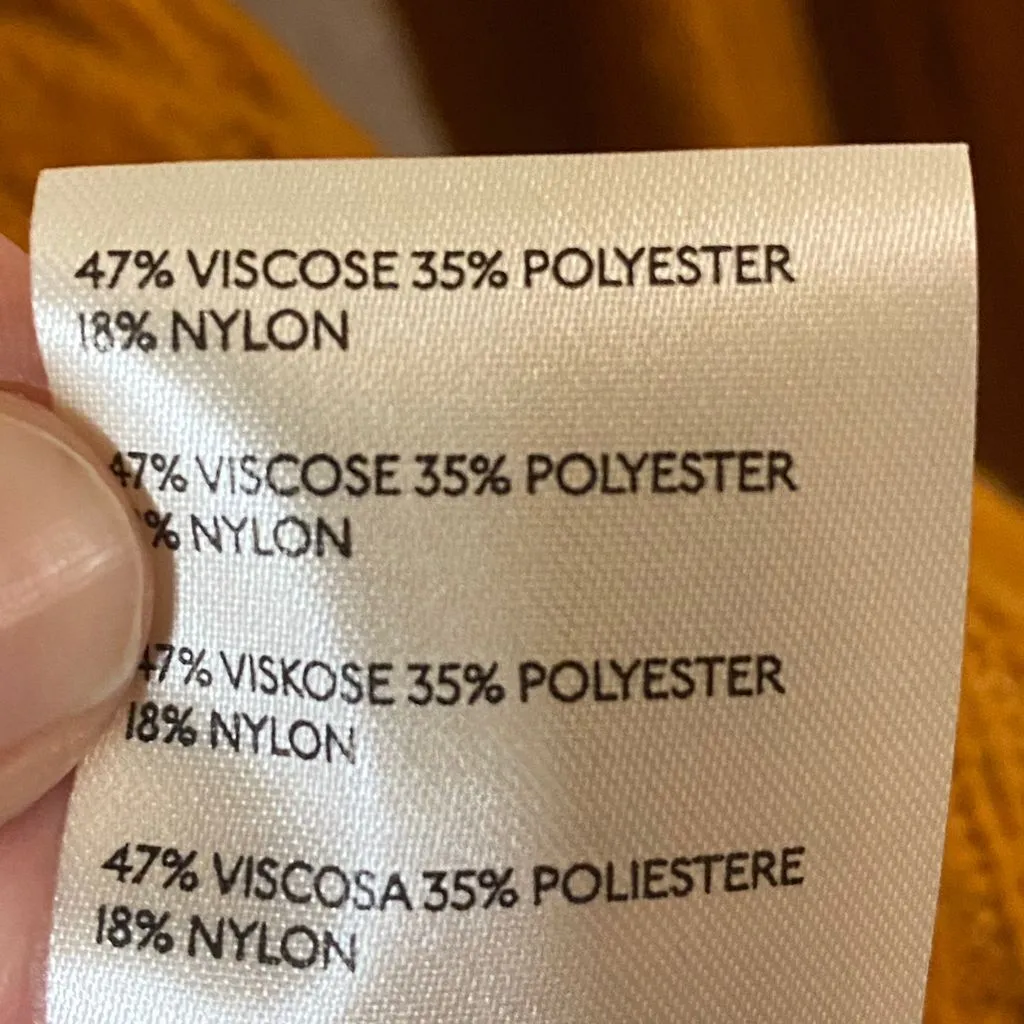 47% VISCOSE 35% POLYESTER
18% NYLON
47% VISCOSE 35% POLYESTER
% NYLON
47% VISKOSE 35% POLYESTER
18% NYLON
47% VISCOSA 35% POLIESTERE
18% NYLON